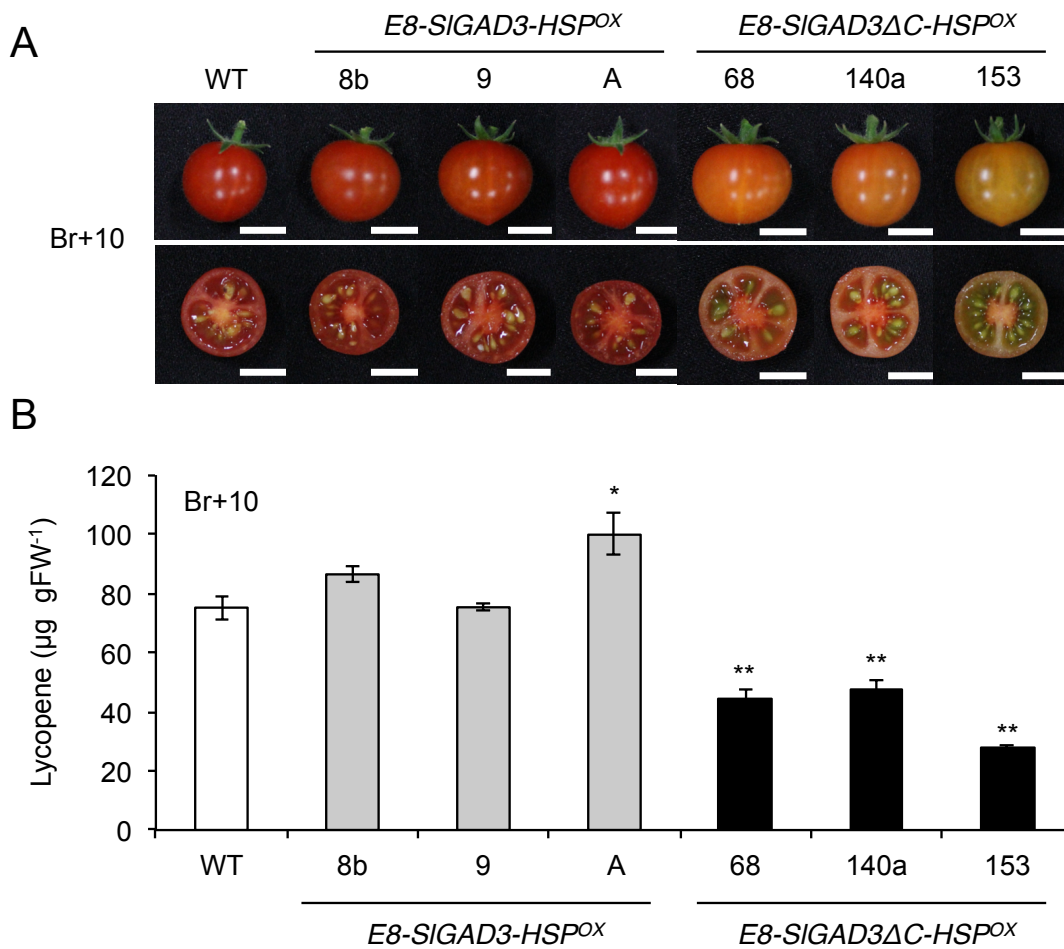 A
E8-SlGAD3-HSP^OX E8-SlGAD3ΔC-HSP^OX
WT 8b 9 A 68 140a 153
Br+10
B
Br+10
Lycopene (µg gFW⁻¹)
120
100
80
60
40
20
0
*
**
**
**
WT 8b 9 A 68 140a 153
E8-SlGAD3-HSP^OX E8-SlGAD3ΔC-HSP^OX